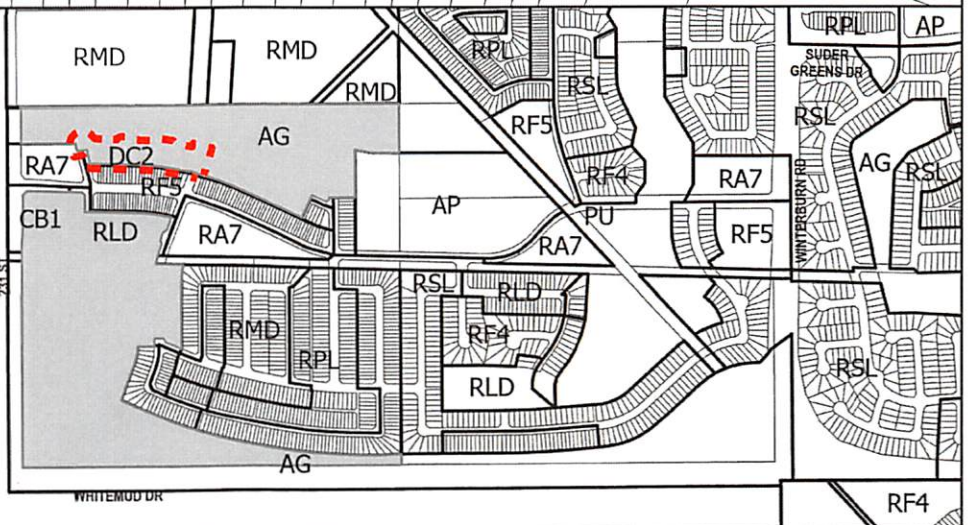 RPL
AP
RMD
RMD
RPL
SUDER
GREENS DR
RSL
RMD
RSL
RF5
AG
DC2
RA7
RF5
RF4
RA7
AG
RSL
CB1
RLD
RA7
AP
PU
RA7
RF5
WINTERBURN RD
RSL
RLD
RMD
RF4
RPL
RLD
RSL
AG
WHITEMUD DR
RF4